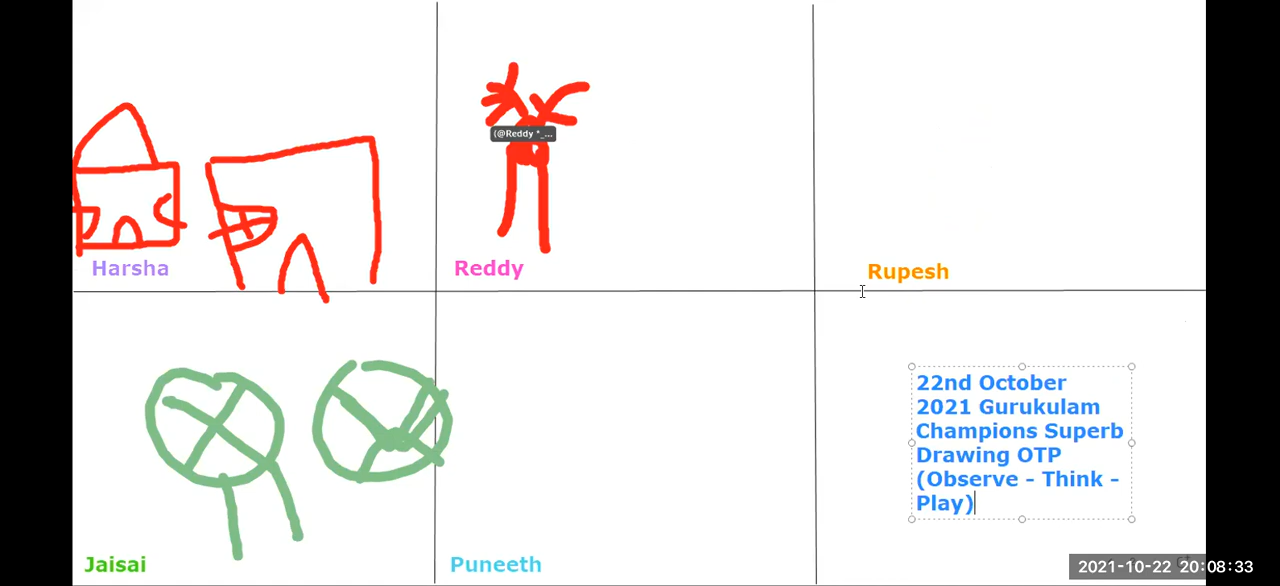 (@Reddy *_...
Harsha
Reddy
Rupesh
22nd October
2021 Gurukulam
Champions Superb
Drawing OTP
(Observe - Think -
Play)
Jaisai
Puneeth
2021-10-22 20:08:33